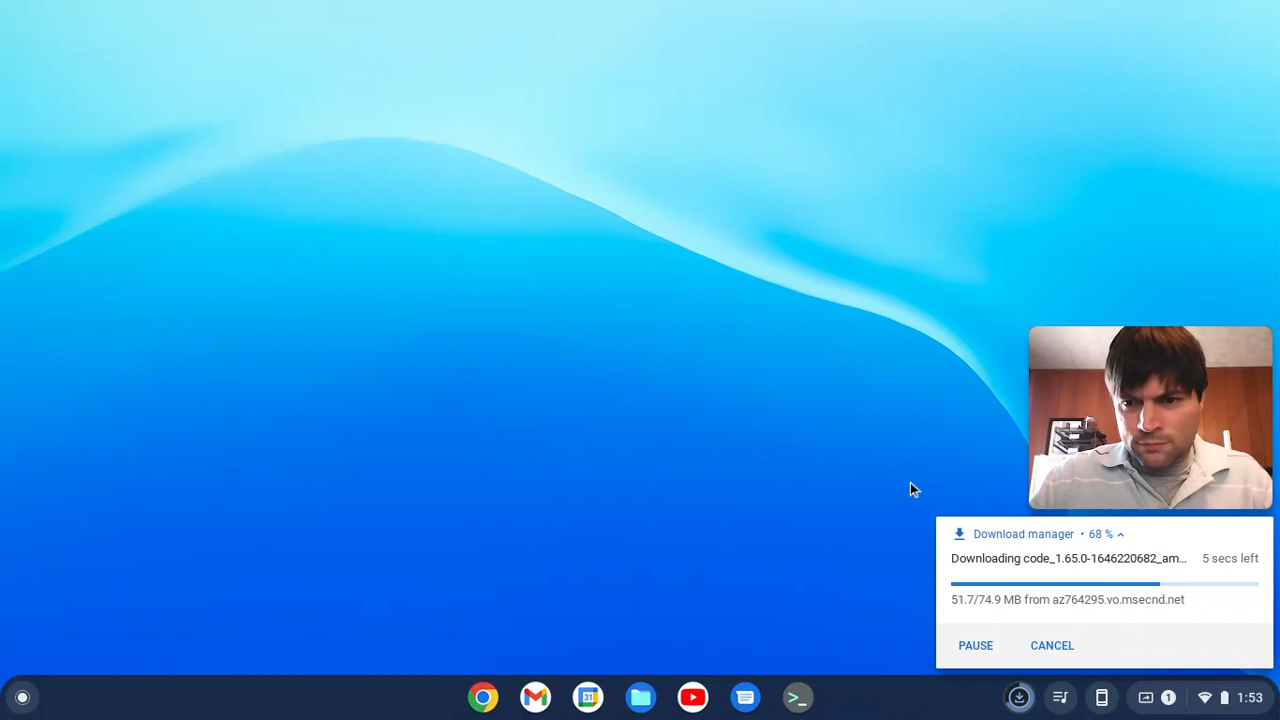 Download manager • 68 %
Downloading code_1.65.0-1646220682_am... 5 secs left
51.7/74.9 MB from az764295.vo.msecnd.net
PAUSE CANCEL
31 >_ 1 1:53